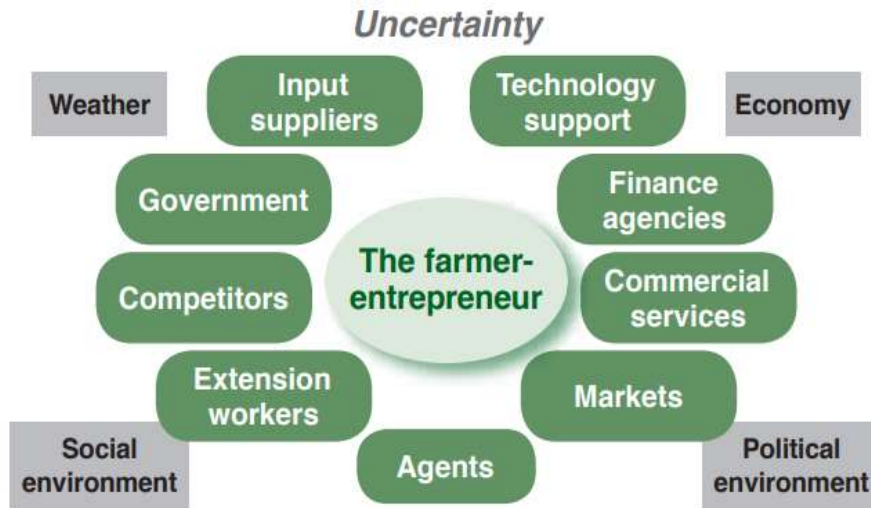 Uncertainty
Weather
Input
suppliers
Technology
support
Economy
Government
Finance
agencies
The farmer-
entrepreneur
Competitors
Commercial
services
Extension
workers
Markets
Social
environment
Agents
Political
environment